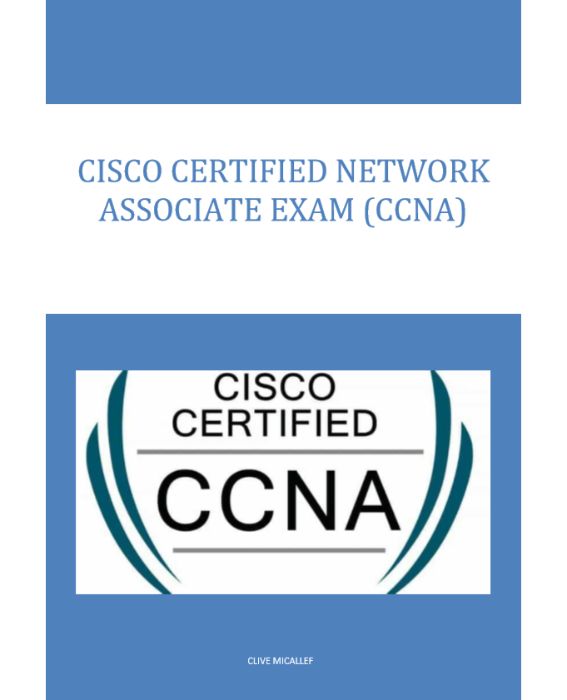 CISCO CERTIFIED NETWORK
ASSOCIATE EXAM (CCNA)
CISCO
CERTIFIED
CCNA
CLIVE MICALLEF